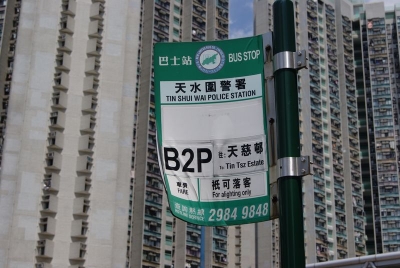 巴士站 BUS STOP
天水圍警署
TIN SHUI WAI POLICE STATION
B2P 往: 天慈邨
To Tin Tsz Estate
車費 祇可落客
FARE For alighting only
2984 9848